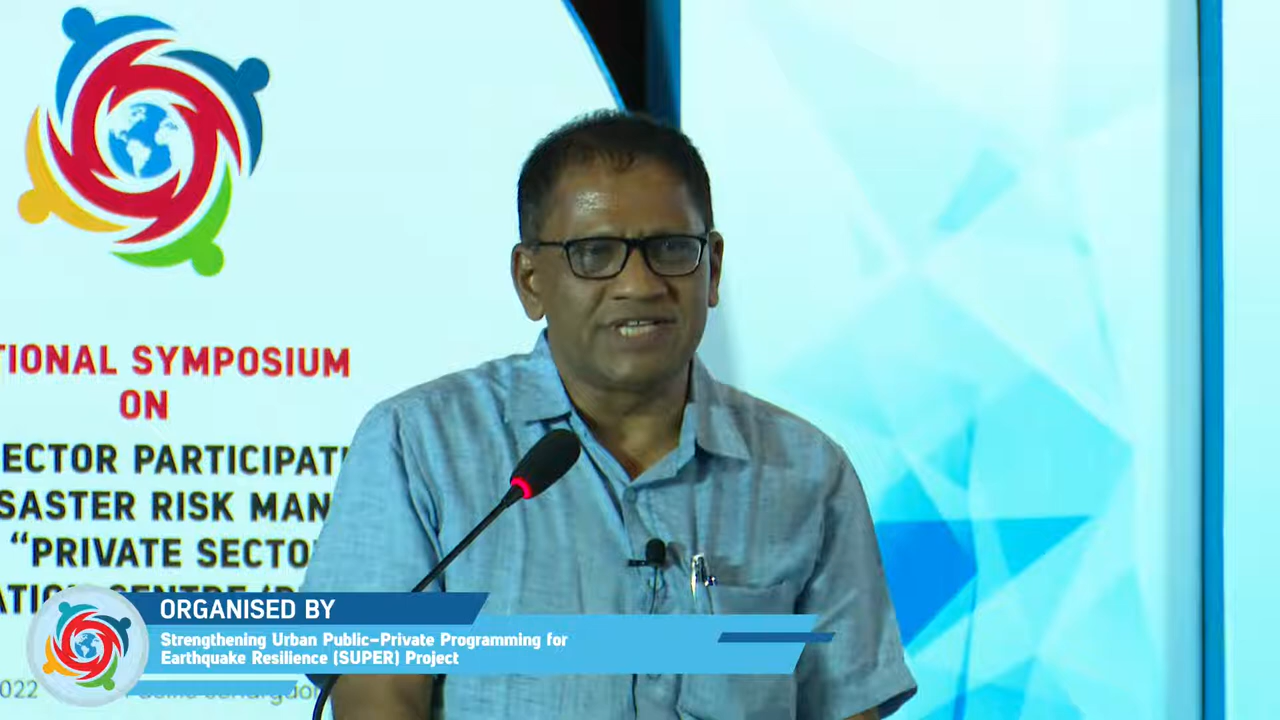 TIONAL SYMPOSIUM
ON
ECTOR PARTICIPATI
SASTER RISK MAN
"PRIVATE SECTO
ORGANISED BY
Strengthening Urban Public-Private Programming for
Earthquake Resilience (SUPER) Project
2022